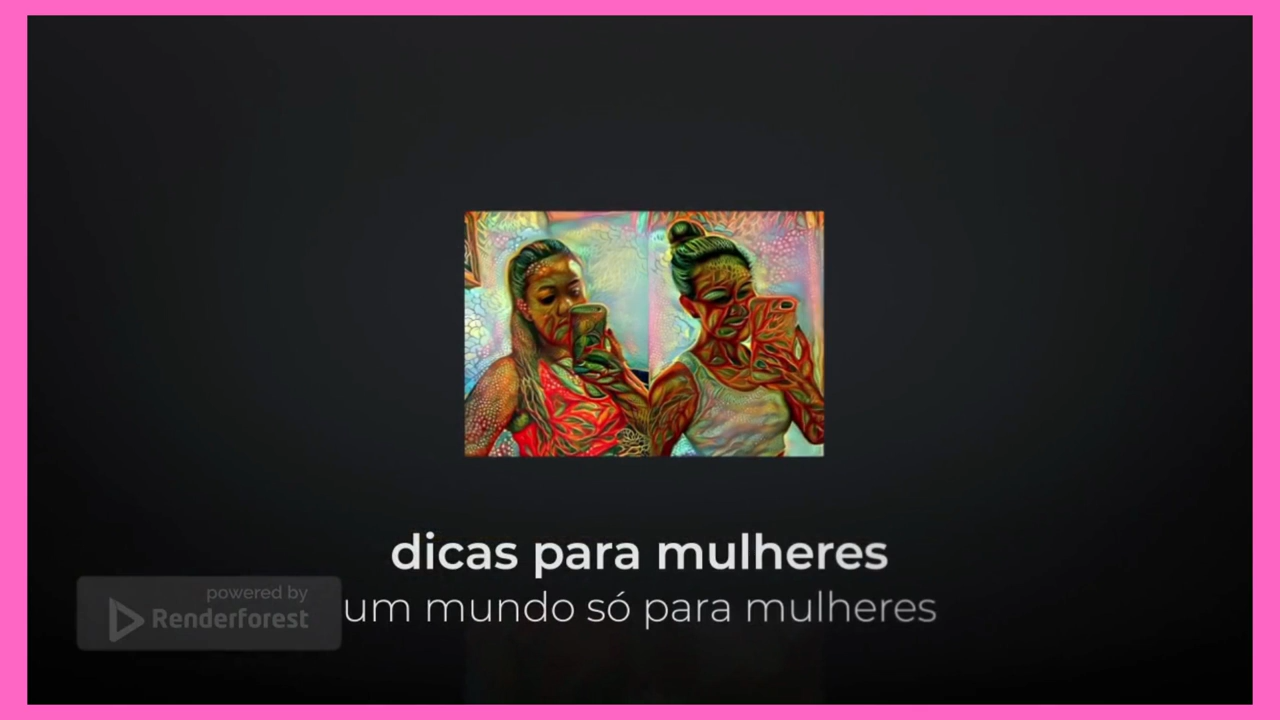 dicas para mulheres
powered by
Renderforest
um mundo só para mulheres